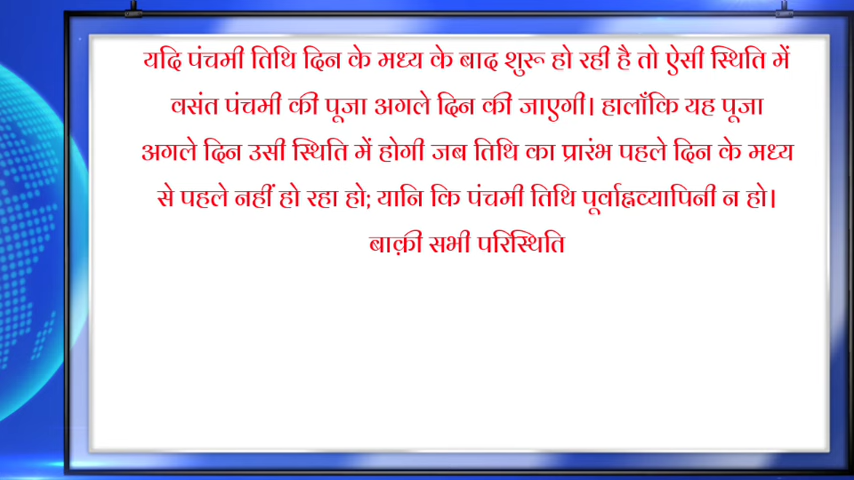 यदि पंचमी तिथि दिन के मध्य के बाद शुरू हो रही है तो ऐसी स्थिति में
वसंत पंचमी की पूजा अगले दिन की जाएगी। हालाँकि यह पूजा
अगले दिन उसी स्थिति में होगी जब तिथि का प्रारंभ पहले दिन के मध्य
से पहले नहीं हो रहा हो; यानि कि पंचमी तिथि पूर्वाह्नव्यापिनी न हो।
बाक़ी सभी परिस्थिति